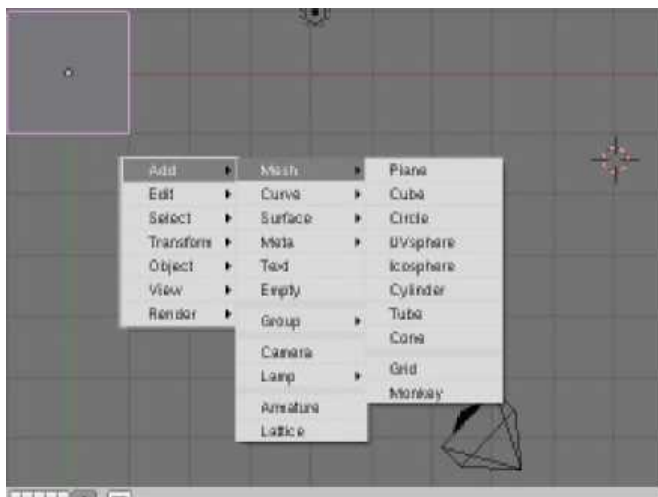 Add
Edit
Select
Transform
Object
View
Render
Mesh
Curve
Surface
Meta
Text
Empty
Group
Camera
Lamp
Armature
Lattice
Plane
Cube
Circle
UVsphere
Icosphere
Cylinder
Tube
Cone
Grid
Monkey